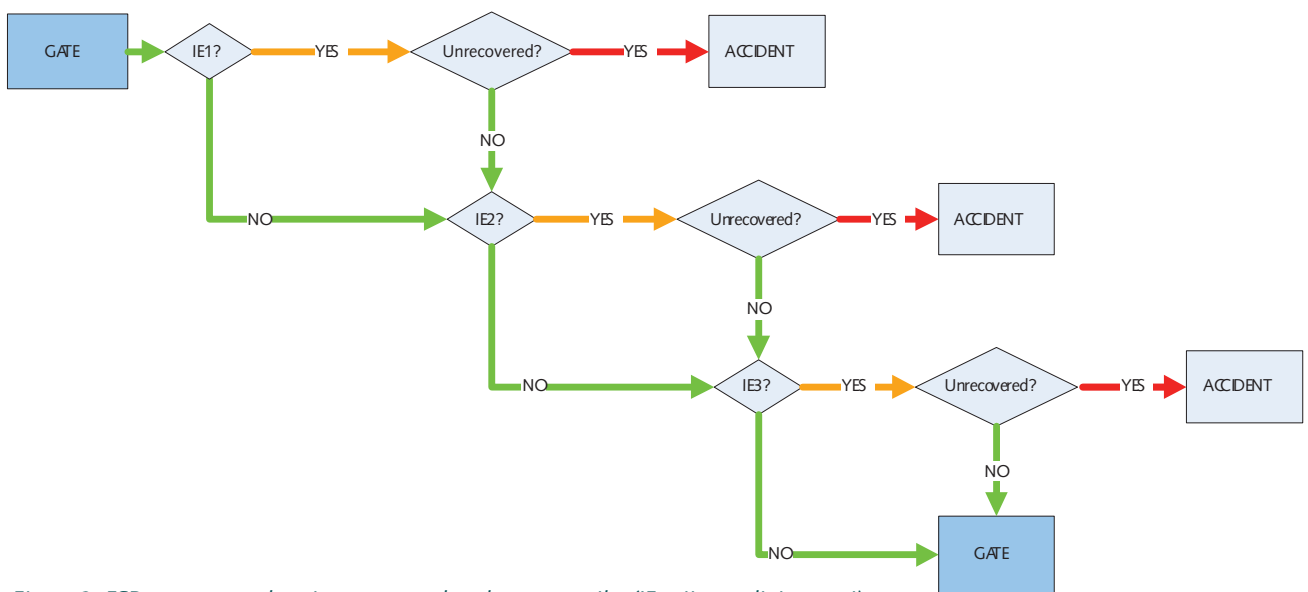 GATE
IE1?
YES
Unrecovered?
YES
ACCIDENT
NO
NO
IE2?
YES
Unrecovered?
YES
ACCIDENT
NO
NO
IE3?
YES
Unrecovered?
YES
ACCIDENT
NO
NO
GATE